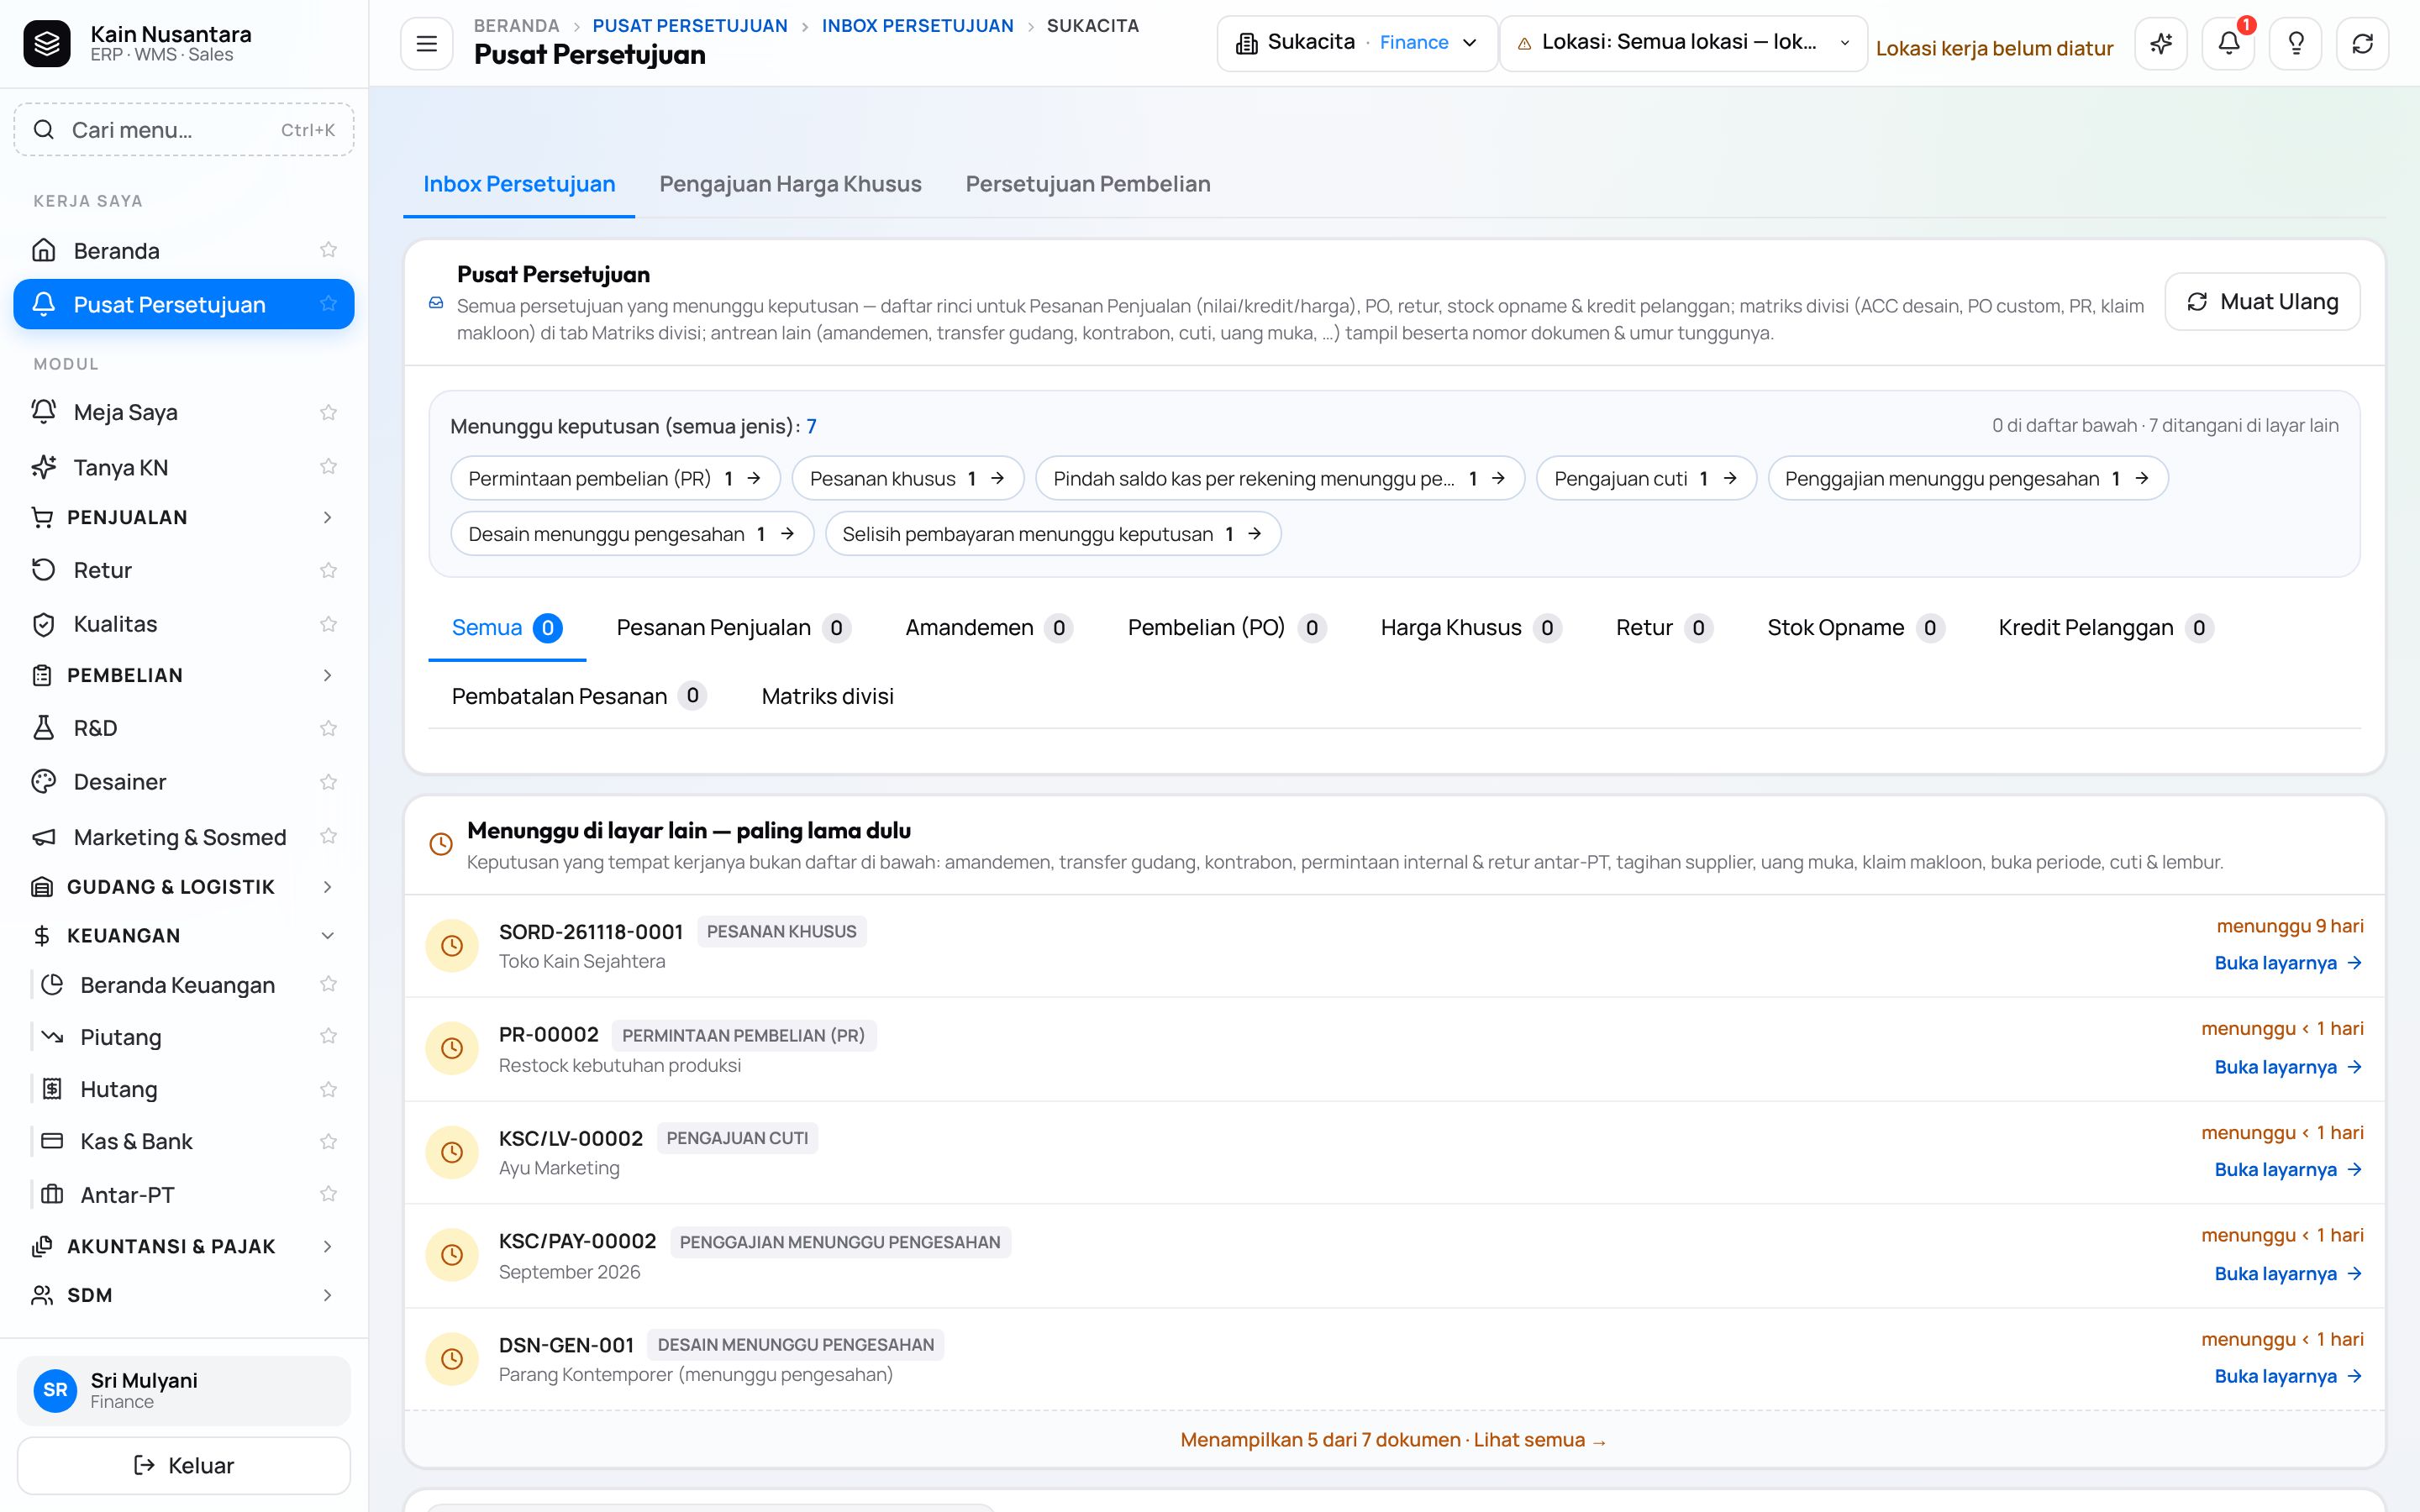 Kain Nusantara
ERP · WMS · Sales
Cari menu... Ctrl+K
KERJA SAYA
Beranda
Pusat Persetujuan
MODUL
Meja Saya
Tanya KN
PENJUALAN
Retur
Kualitas
PEMBELIAN
R&D
Desainer
Marketing & Sosmed
GUDANG & LOGISTIK
KEUANGAN
Beranda Keuangan
Piutang
Hutang
Kas & Bank
Antar-PT
AKUNTANSI & PAJAK
SDM
SR
Sri Mulyani
Finance
Keluar
BERANDA > PUSAT PERSETUJUAN > INBOX PERSETUJUAN > SUKACITA
Pusat Persetujuan
Sukacita · Finance
Lokasi: Semua lokasi — lok...
Lokasi kerja belum diatur
1
Inbox Persetujuan Pengajuan Harga Khusus Persetujuan Pembelian
Pusat Persetujuan
Semua persetujuan yang menunggu keputusan — daftar rinci untuk Pesanan Penjualan (nilai/kredit/harga), PO, retur, stock opname & kredit pelanggan; matriks divisi (ACC desain, PO custom, PR, klaim
makloon) di tab Matriks divisi; antrean lain (amandemen, transfer gudang, kontrabon, cuti, uang muka, ...) tampil beserta nomor dokumen & umur tunggunya.
Muat Ulang
Menunggu keputusan (semua jenis): 7
0 di daftar bawah · 7 ditangani di layar lain
Permintaan pembelian (PR) 1 → Pesanan khusus 1 → Pindah saldo kas per rekening menunggu pe... 1 → Pengajuan cuti 1 → Penggajian menunggu pengesahan 1 →
Desain menunggu pengesahan 1 → Selisih pembayaran menunggu keputusan 1 →
Semua 0 Pesanan Penjualan 0 Amandemen 0 Pembelian (PO) 0 Harga Khusus 0 Retur 0 Stok Opname 0 Kredit Pelanggan 0
Pembatalan Pesanan 0 Matriks divisi
Menunggu di layar lain — paling lama dulu
Keputusan yang tempat kerjanya bukan daftar di bawah: amandemen, transfer gudang, kontrabon, permintaan internal & retur antar-PT, tagihan supplier, uang muka, klaim makloon, buka periode, cuti & lembur.
SORD-261118-0001 PESANAN KHUSUS
Toko Kain Sejahtera
menunggu 9 hari
Buka layarnya →
PR-00002 PERMINTAAN PEMBELIAN (PR)
Restock kebutuhan produksi
menunggu < 1 hari
Buka layarnya →
KSC/LV-00002 PENGAJUAN CUTI
Ayu Marketing
menunggu < 1 hari
Buka layarnya →
KSC/PAY-00002 PENGGAJIAN MENUNGGU PENGESAHAN
September 2026
menunggu < 1 hari
Buka layarnya →
DSN-GEN-001 DESAIN MENUNGGU PENGESAHAN
Parang Kontemporer (menunggu pengesahan)
menunggu < 1 hari
Buka layarnya →
Menampilkan 5 dari 7 dokumen · Lihat semua →